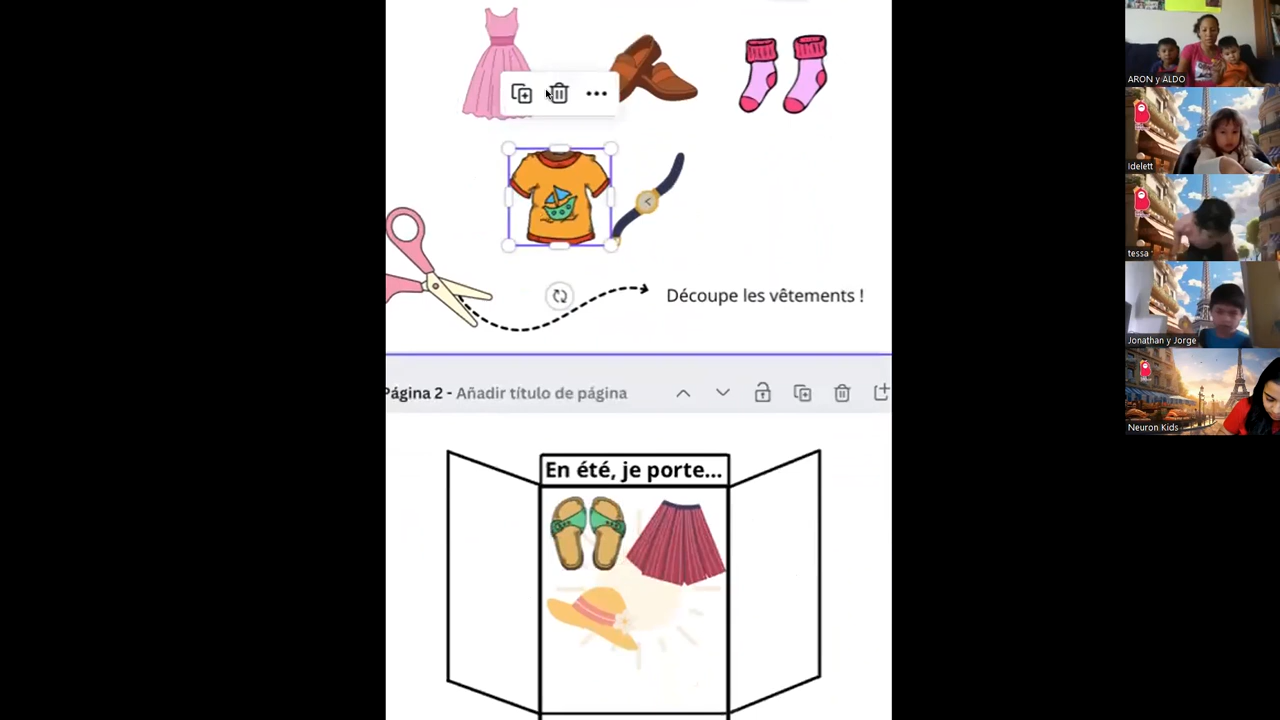 Découpe les vêtements !
Página 2 - Añadir título de página
En été, je porte...
ARON y ALDO
Idelett
tessa
Jonathan y Jorge
Neuron Kids